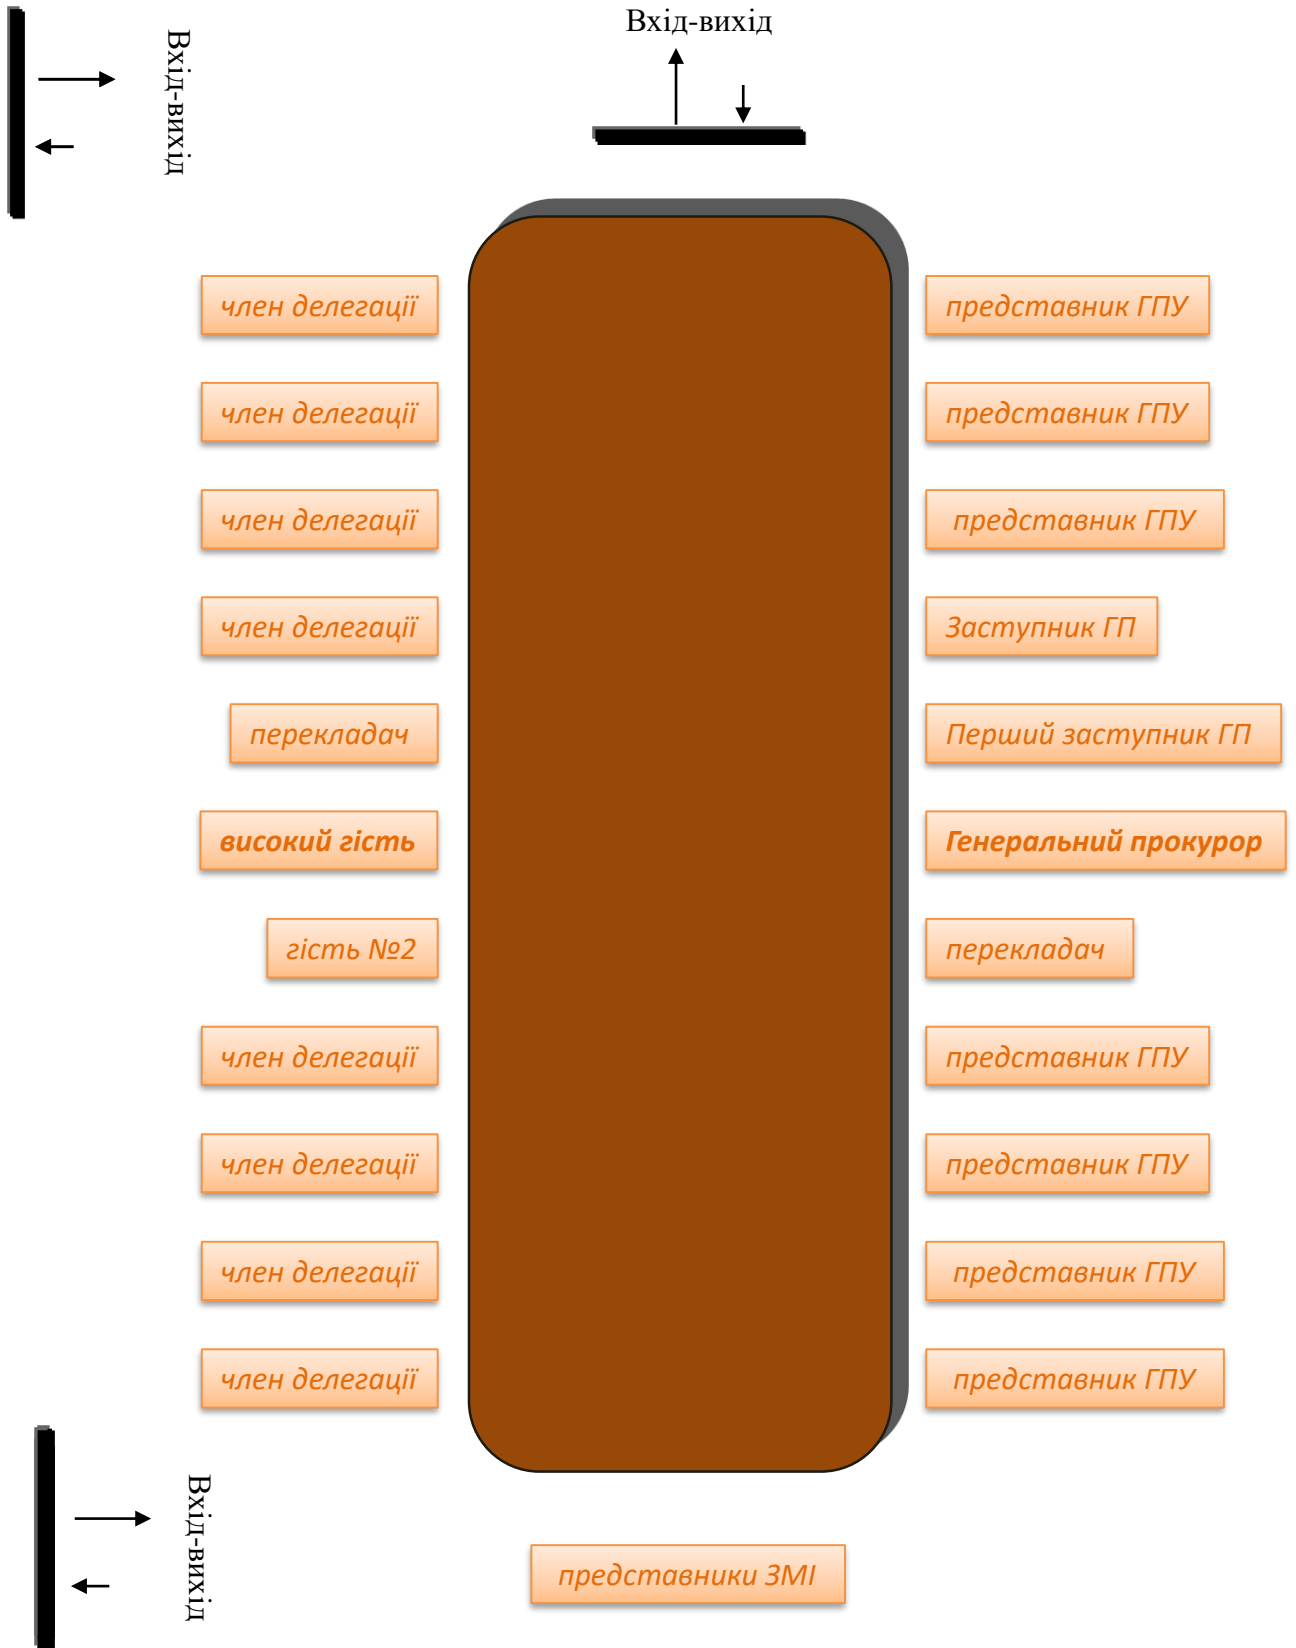 Вхід-вихід
Вхід-вихід
член делегації
представник ГПУ
член делегації
представник ГПУ
член делегації
представник ГПУ
член делегації
Заступник ГП
перекладач
Перший заступник ГП
високий гість
Генеральний прокурор
гість №2
перекладач
член делегації
представник ГПУ
член делегації
представник ГПУ
член делегації
представник ГПУ
член делегації
представник ГПУ
Вхід-вихід
представники ЗМІ